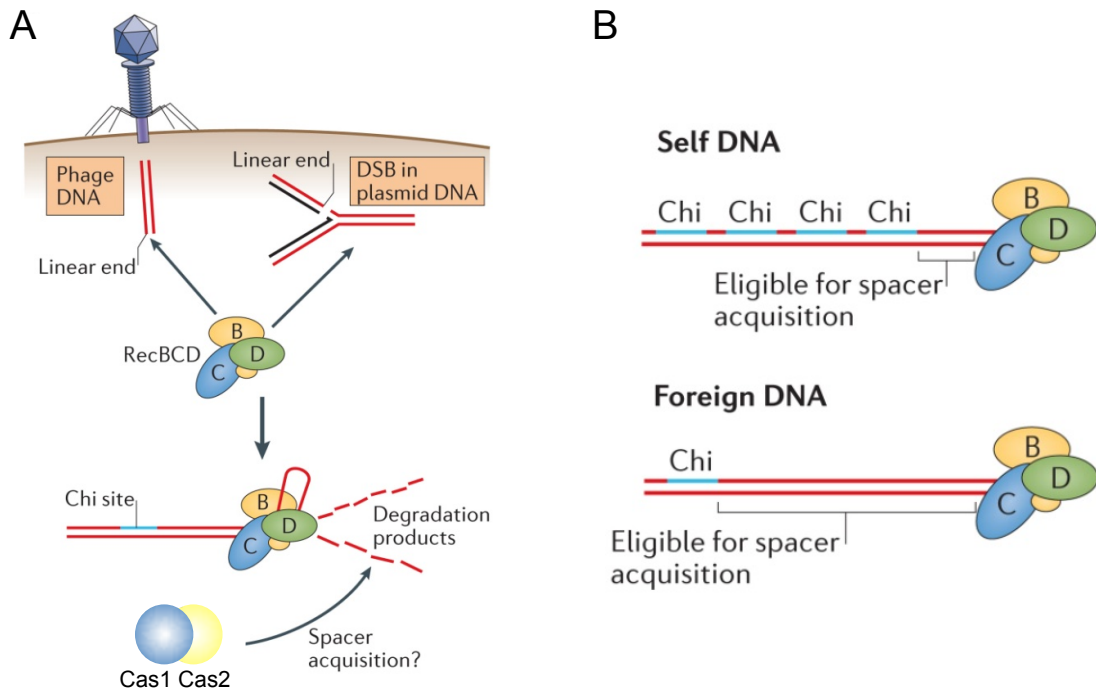 A
Phage
DNA
Linear end
Linear end
DSB in
plasmid DNA
RecBCD
B
D
C
Chi site
B
D
C
Degradation
products
Spacer
acquisition?
Cas1 Cas2
B
Self DNA
Chi Chi Chi Chi
B
D
C
Eligible for spacer
acquisition
Foreign DNA
Chi
B
D
C
Eligible for spacer
acquisition